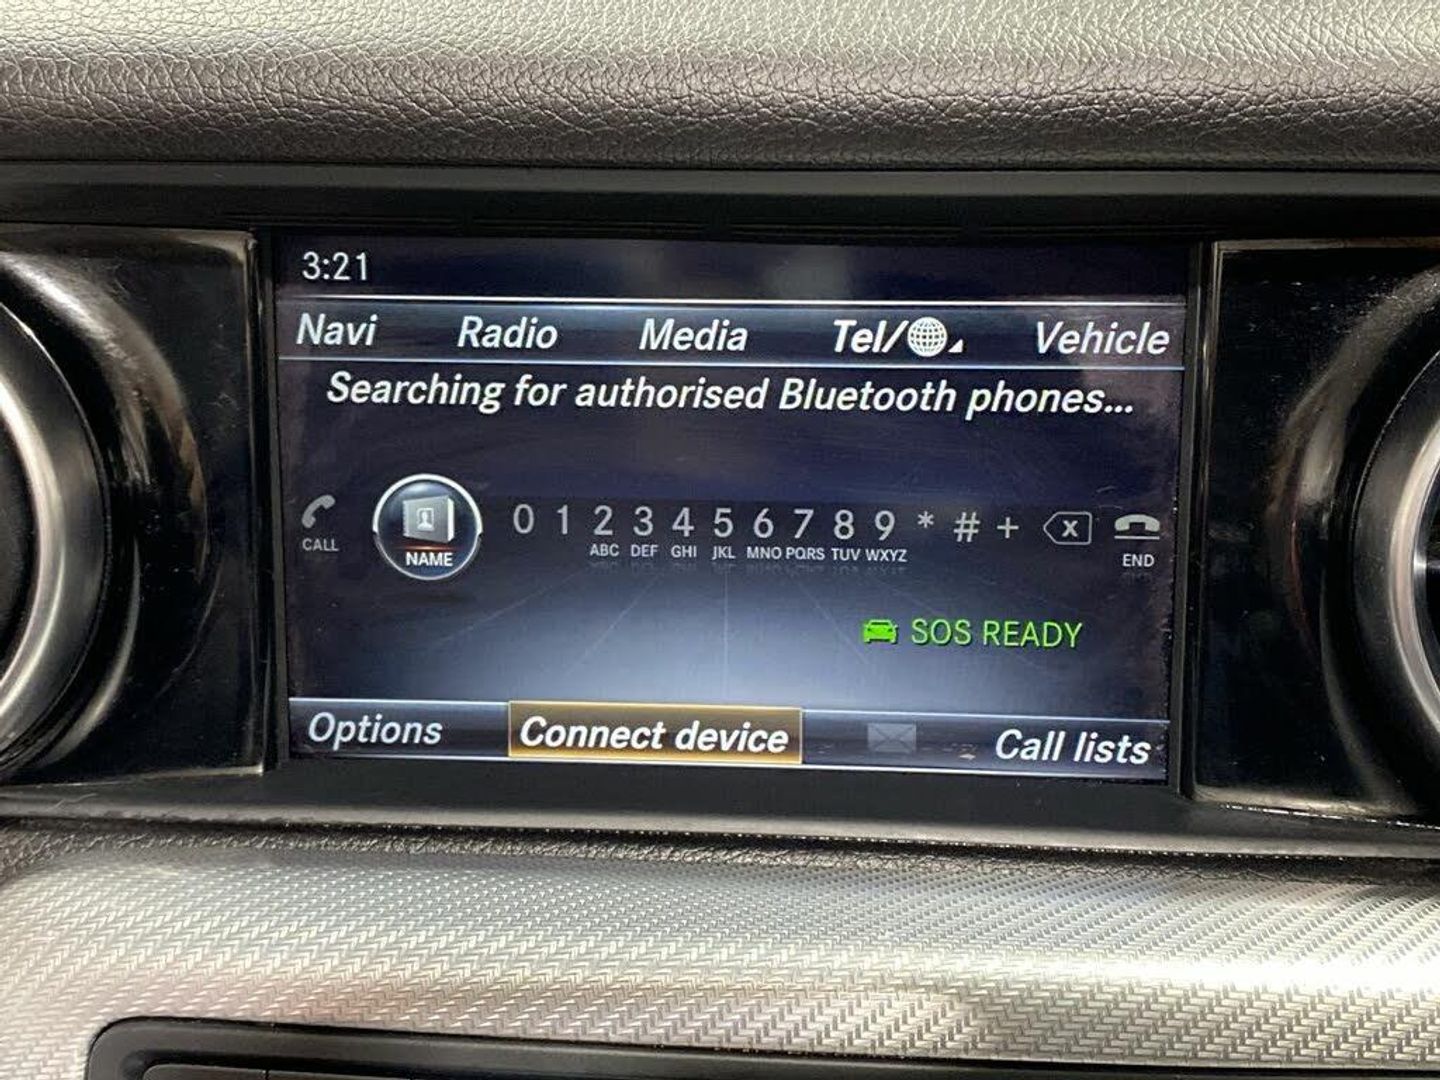 3:21
Navi Radio Media Tel/ Vehicle
Searching for authorised Bluetooth phones...
0 1 2 3 4 5 6 7 8 9 * # + x
CALL NAME ABC DEF GHI JKL MNO PQRS TUV WXYZ END
SOS READY
Options Connect device Call lists